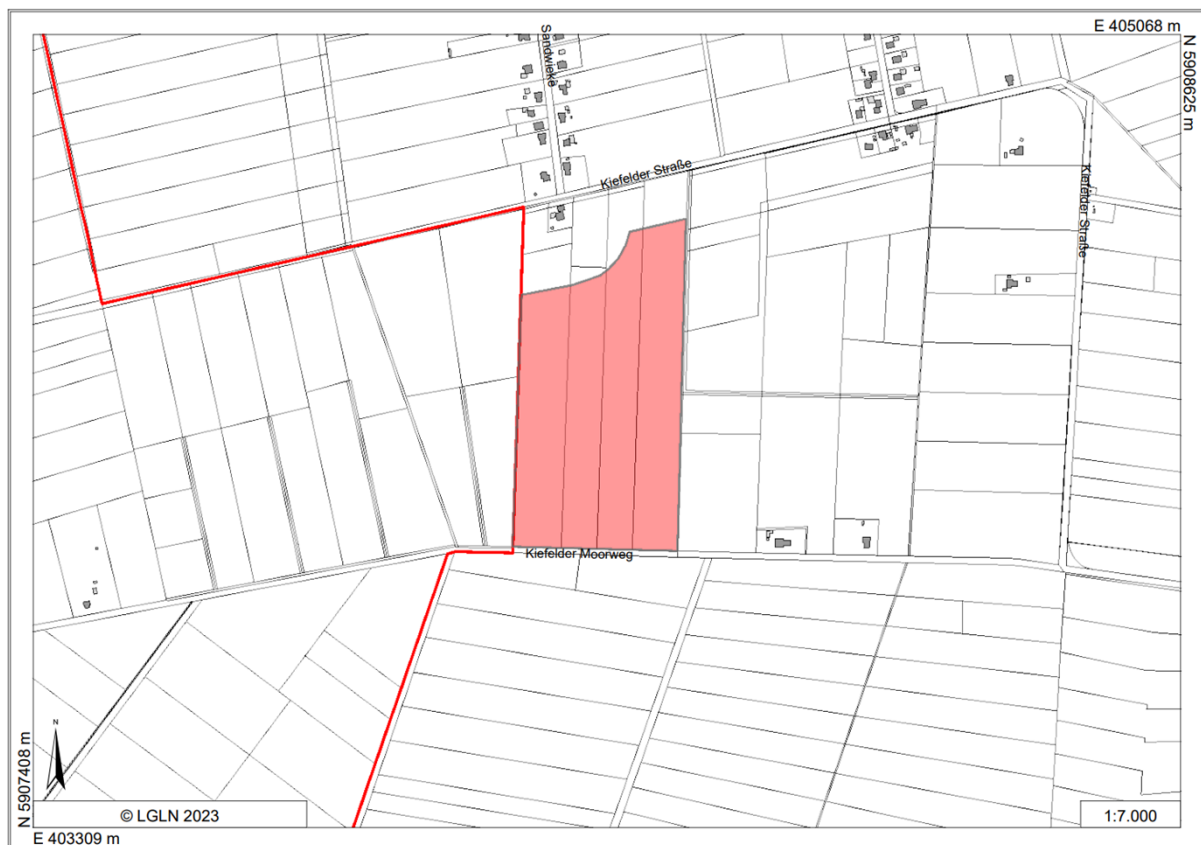 E 405068 m
N 5908625 m
Sandwieke
Kiefelder Straße
Kiefelder Straße
Kiefelder Moorweg
N
N 5907408 m
© LGLN 2023
1:7.000
E 403309 m